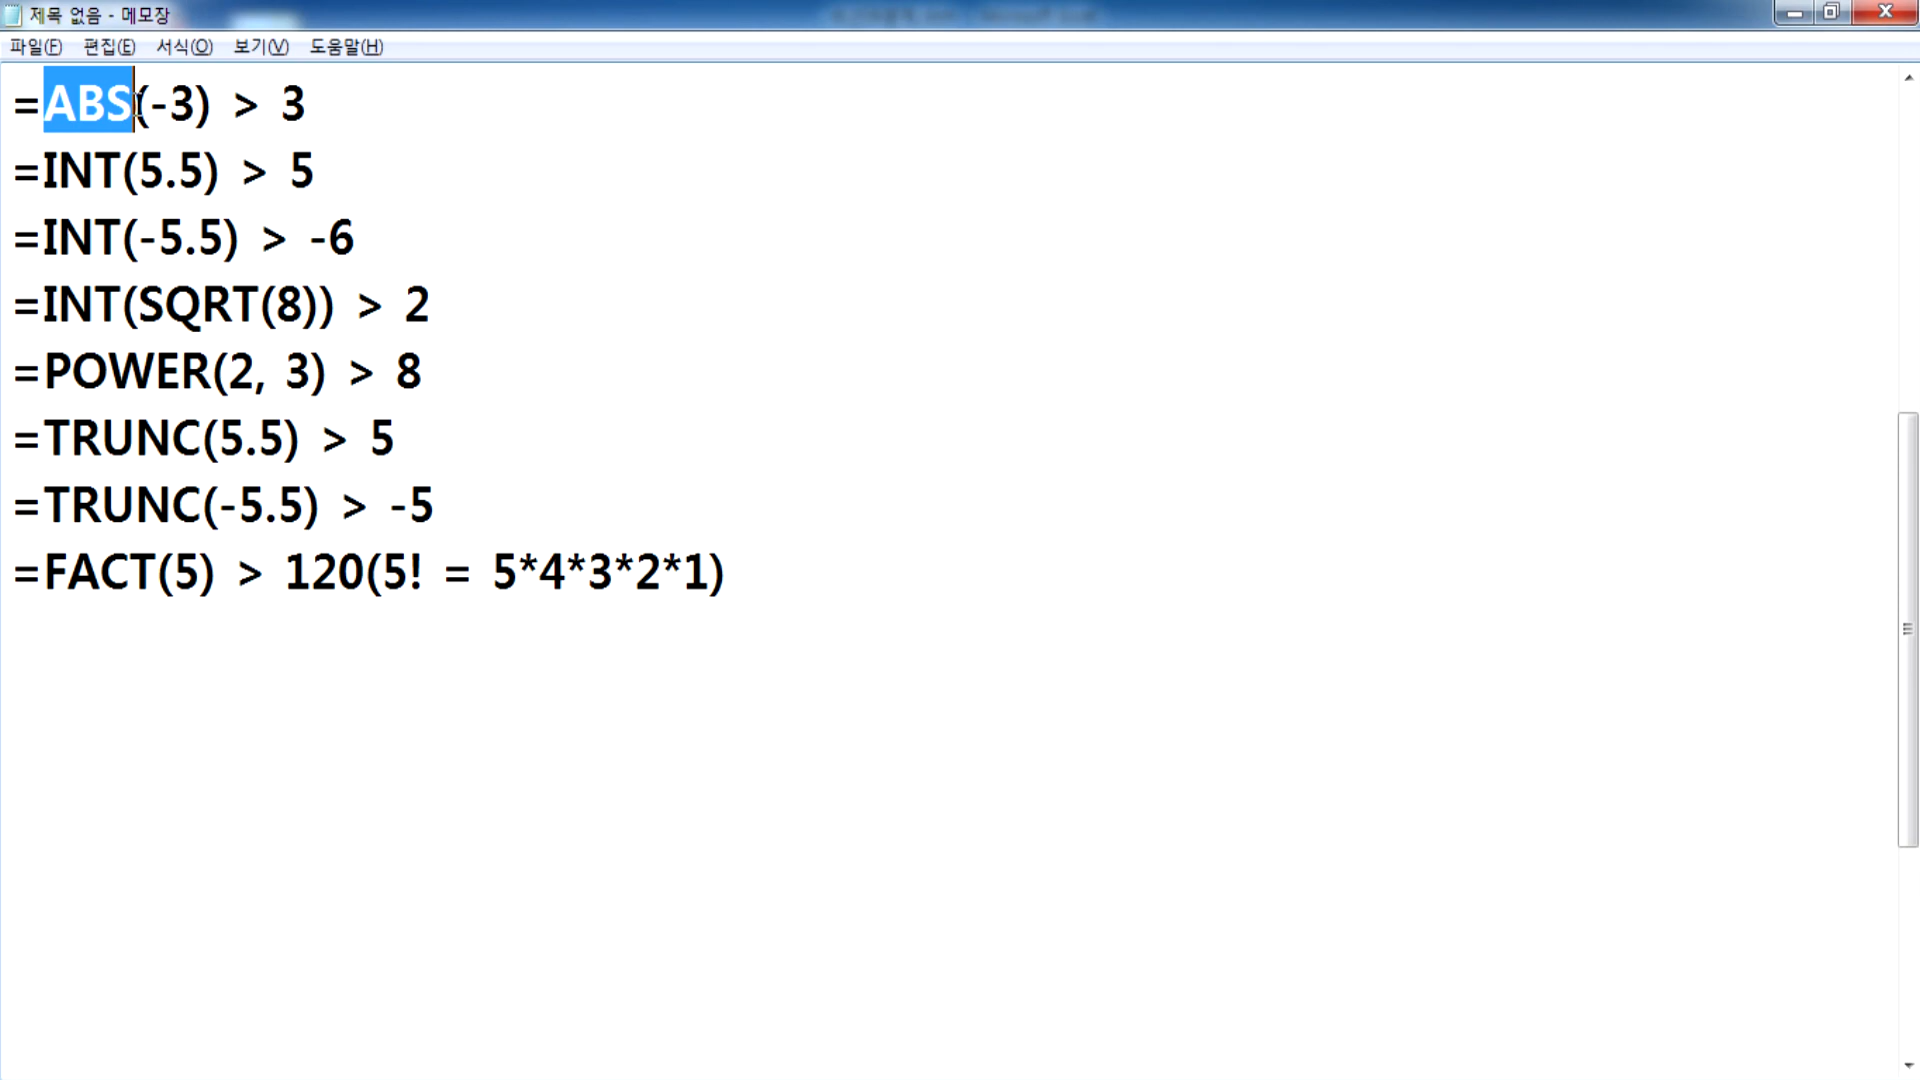 제목 없음 - 메모장
파일(F) 편집(E) 서식(O) 보기(V) 도움말(H)
=ABS(-3) > 3
=INT(5.5) > 5
=INT(-5.5) > -6
=INT(SQRT(8)) > 2
=POWER(2, 3) > 8
=TRUNC(5.5) > 5
=TRUNC(-5.5) > -5
=FACT(5) > 120(5! = 5*4*3*2*1)